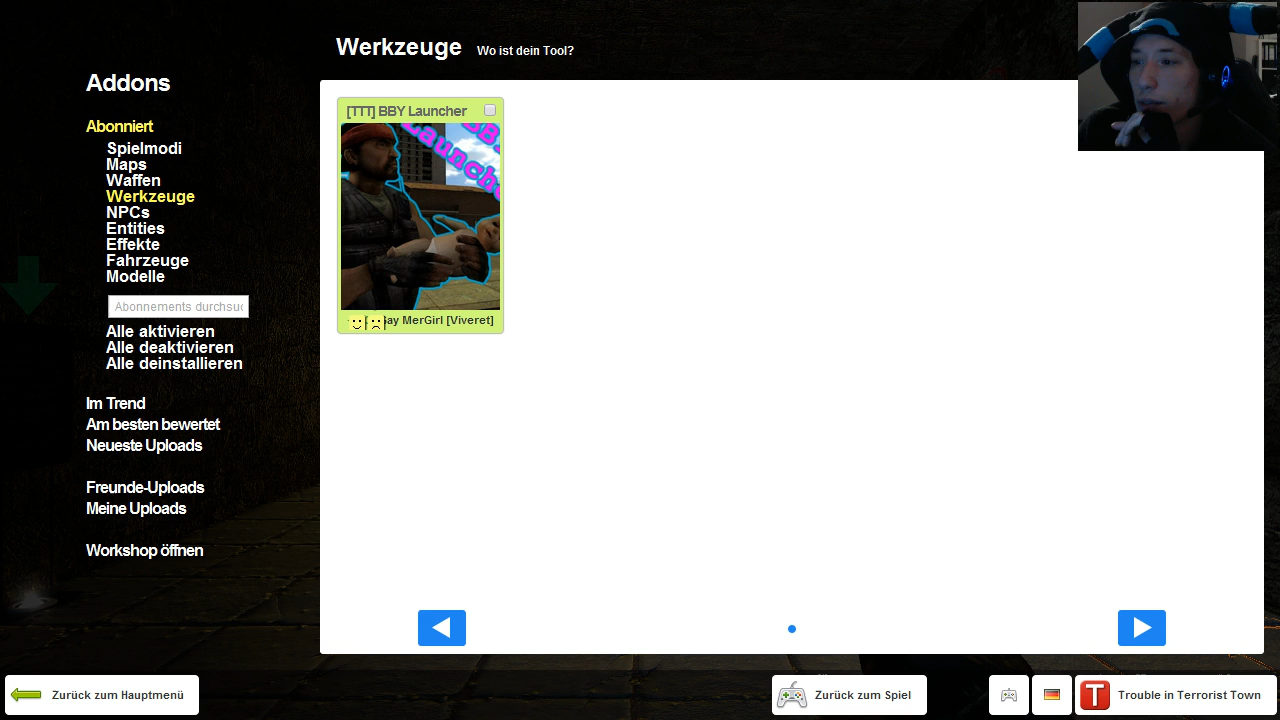 Werkzeuge Wo ist dein Tool?
Addons
Abonniert
Spielmodi
Maps
Waffen
Werkzeuge
NPCs
Entities
Effekte
Fahrzeuge
Modelle
Abonnements durchsuc
Alle aktivieren
Alle deaktivieren
Alle deinstallieren
Im Trend
Am besten bewertet
Neueste Uploads
Freunde-Uploads
Meine Uploads
Workshop öffnen
[TTT] BBY Launcher
MerGirl [Viveret]
Zurück zum Hauptmenü
Zurück zum Spiel
T Trouble in Terrorist Town